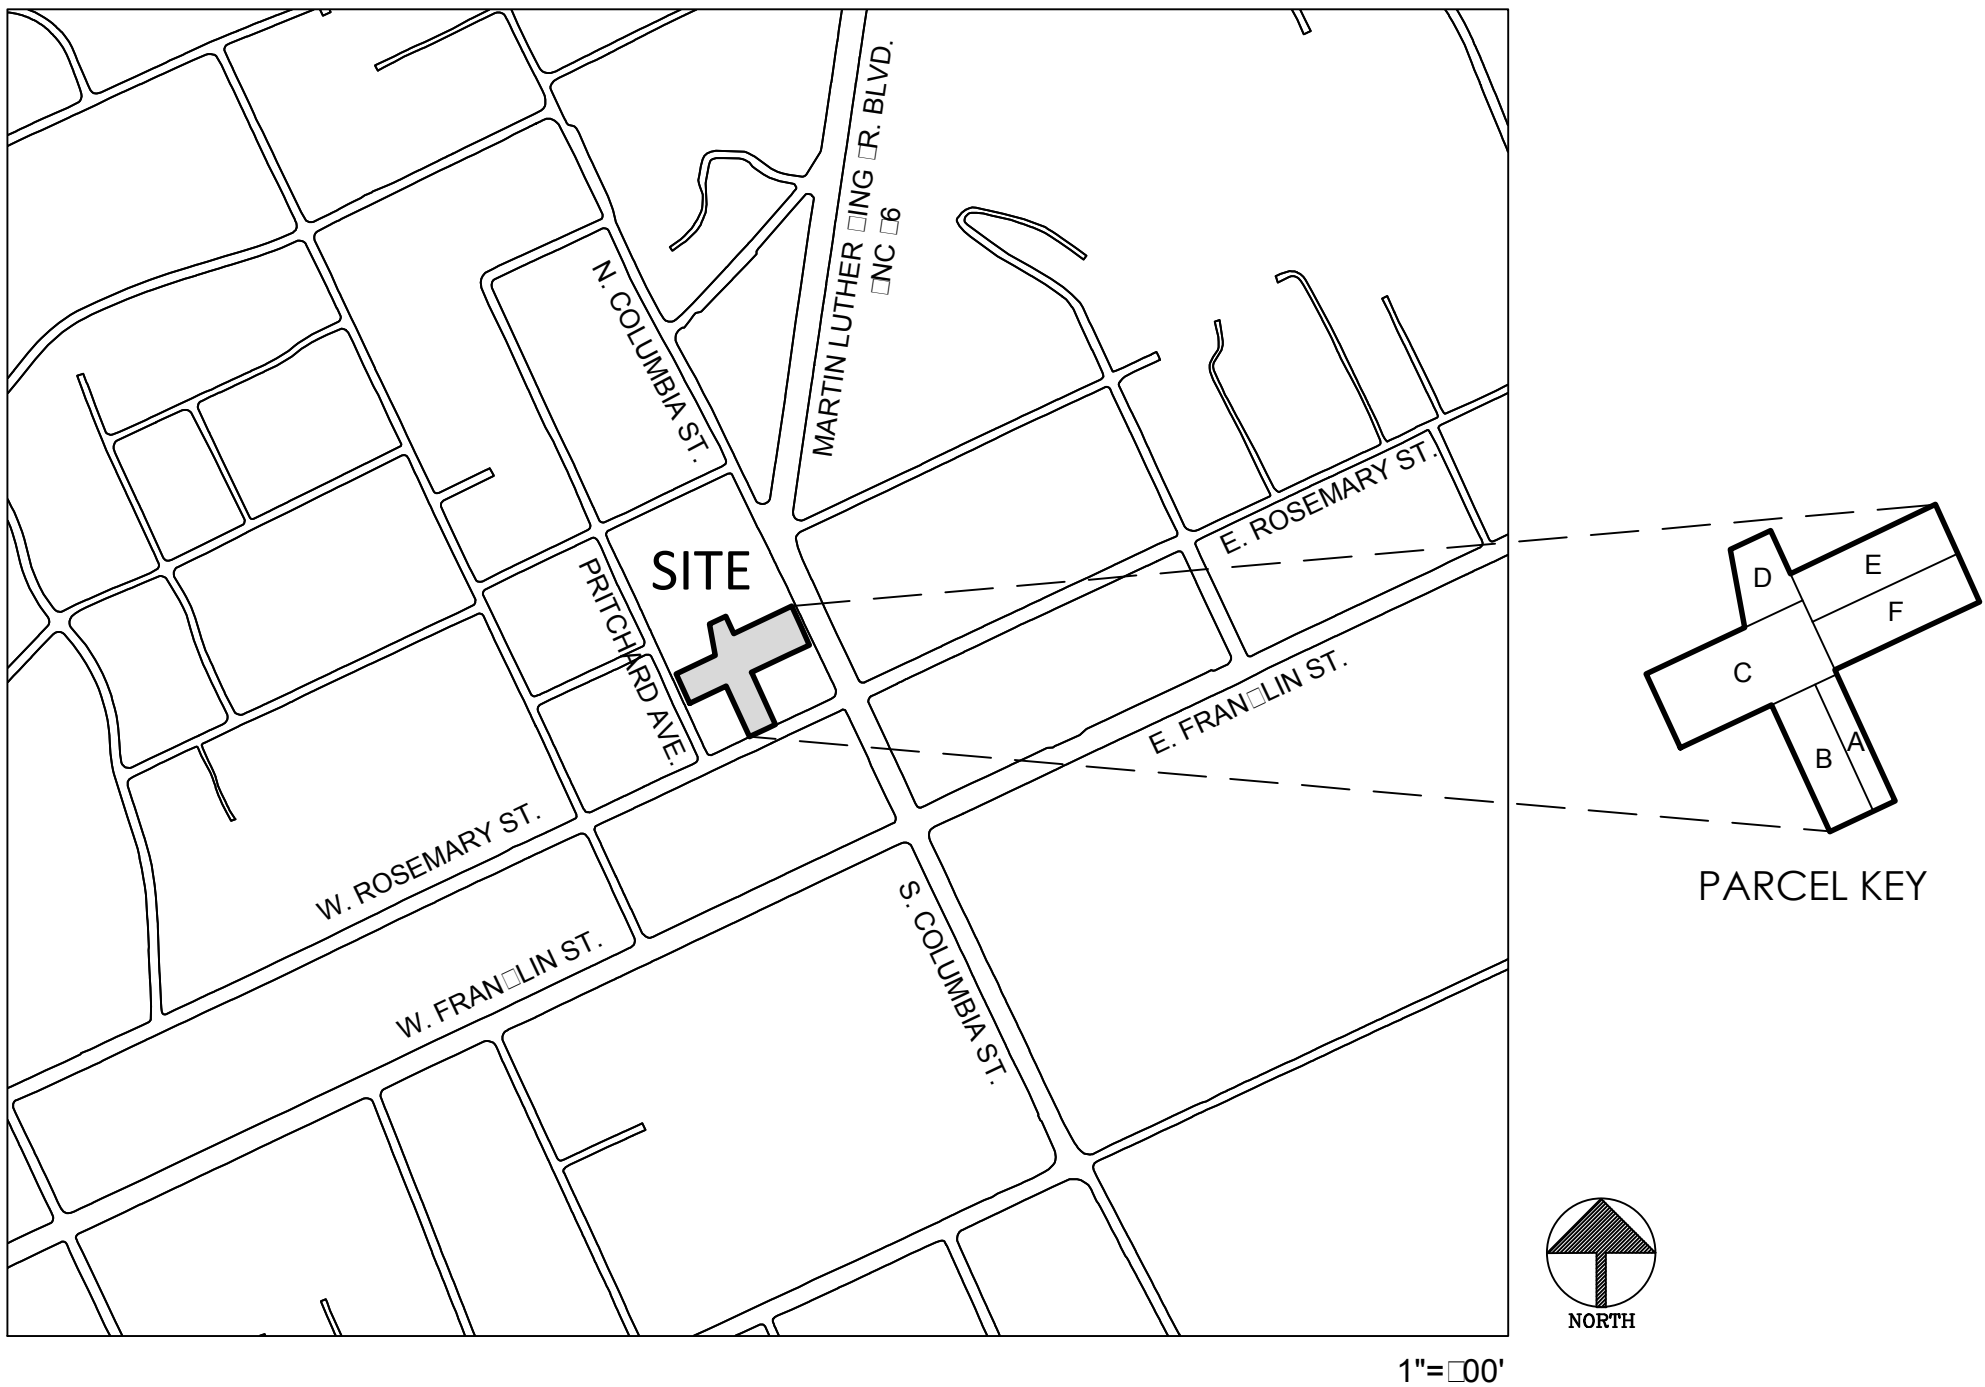 MARTIN LUTHER □ING □R. BLVD.
□NC □6
N. COLUMBIA ST.
E. ROSEMARY ST.
SITE
PRITCHARD AVE.
E. FRAN□LIN ST.
W. ROSEMARY ST.
W. FRAN□LIN ST.
S. COLUMBIA ST.
D
E
F
C
B
A
PARCEL KEY
NORTH
1"=□00'